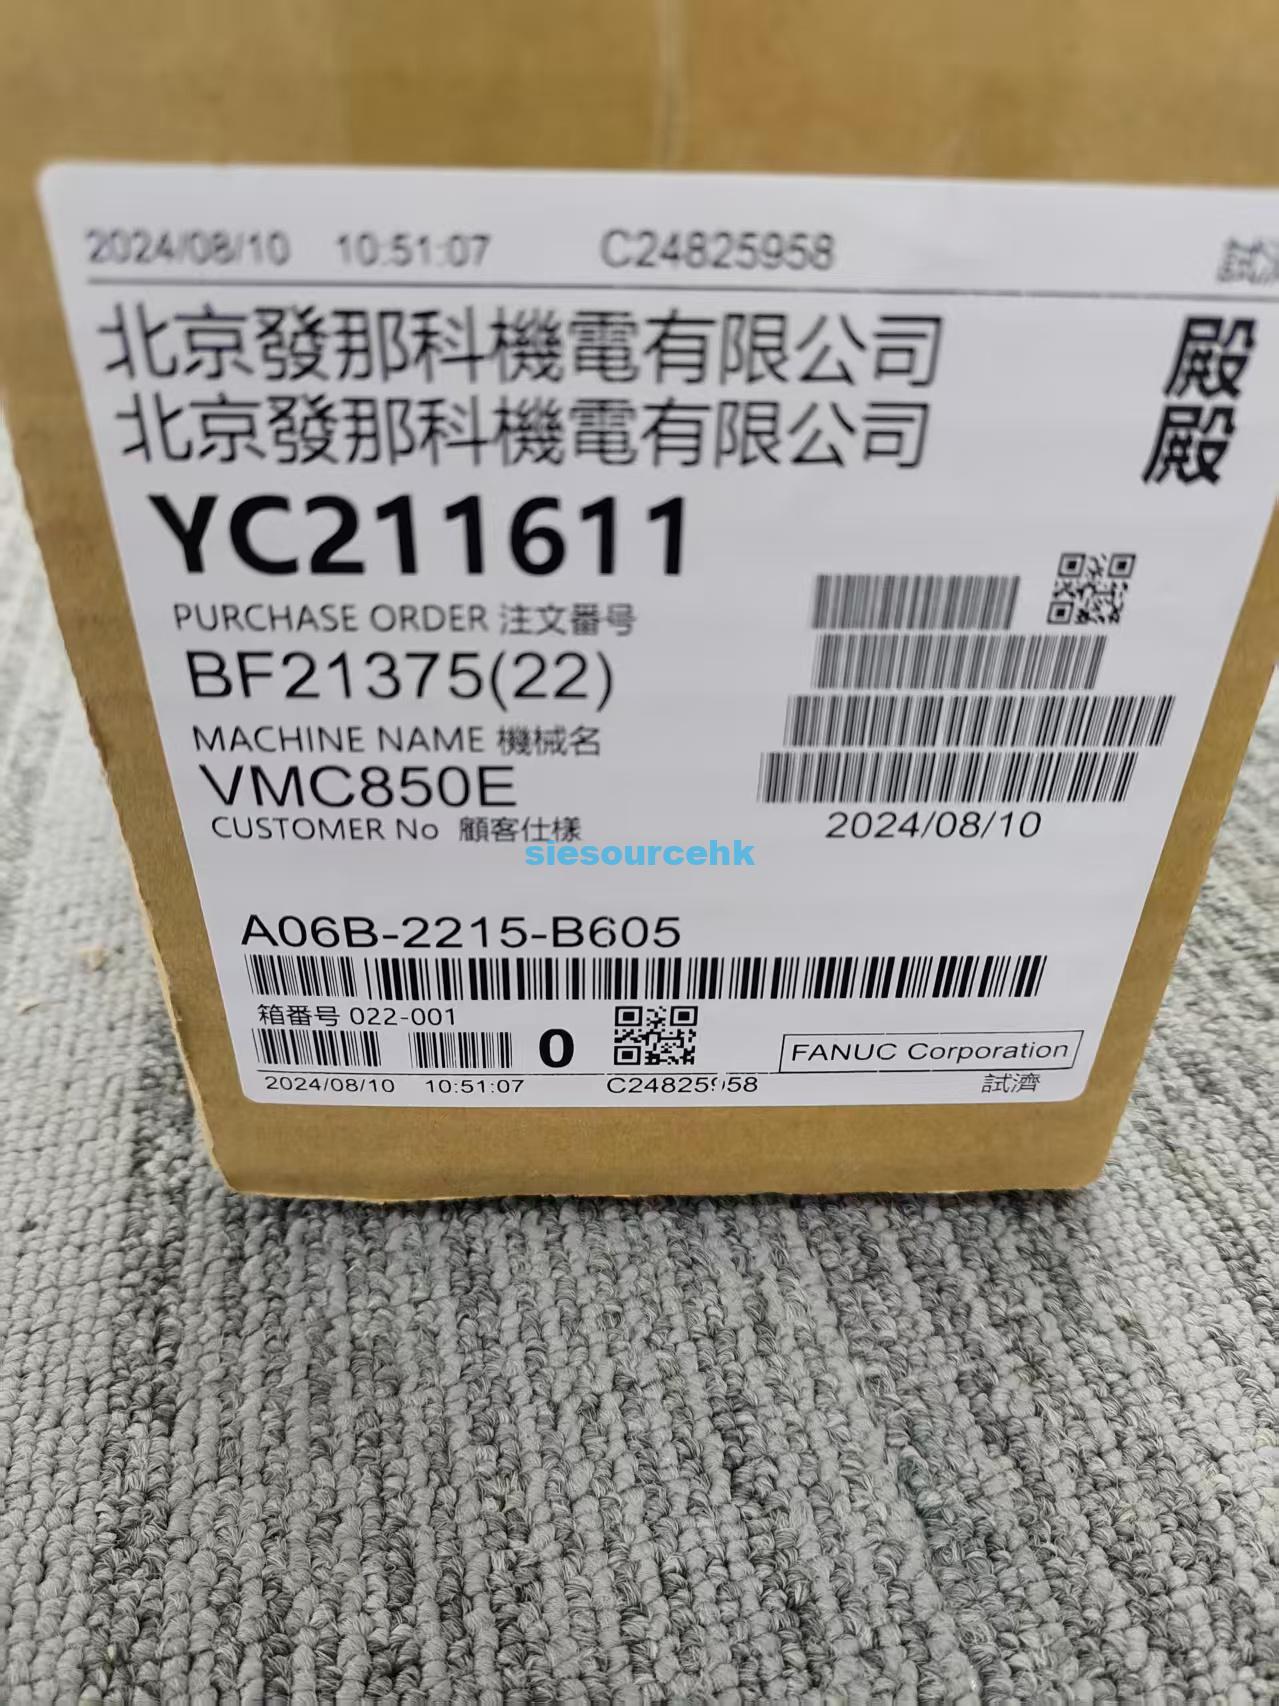 2024/08/10 10:51:07 C24825958 試濟
北京發那科機電有限公司 殿
北京發那科機電有限公司 殿
YC211611
PURCHASE ORDER 注文番号
BF21375(22)
MACHINE NAME 機械名
VMC850E
2024/08/10
CUSTOMER No 顧客仕様
siesourcehk
A06B-2215-B605
箱番号 022-001
0
FANUC Corporation
2024/08/10 10:51:07 C24825958 試濟